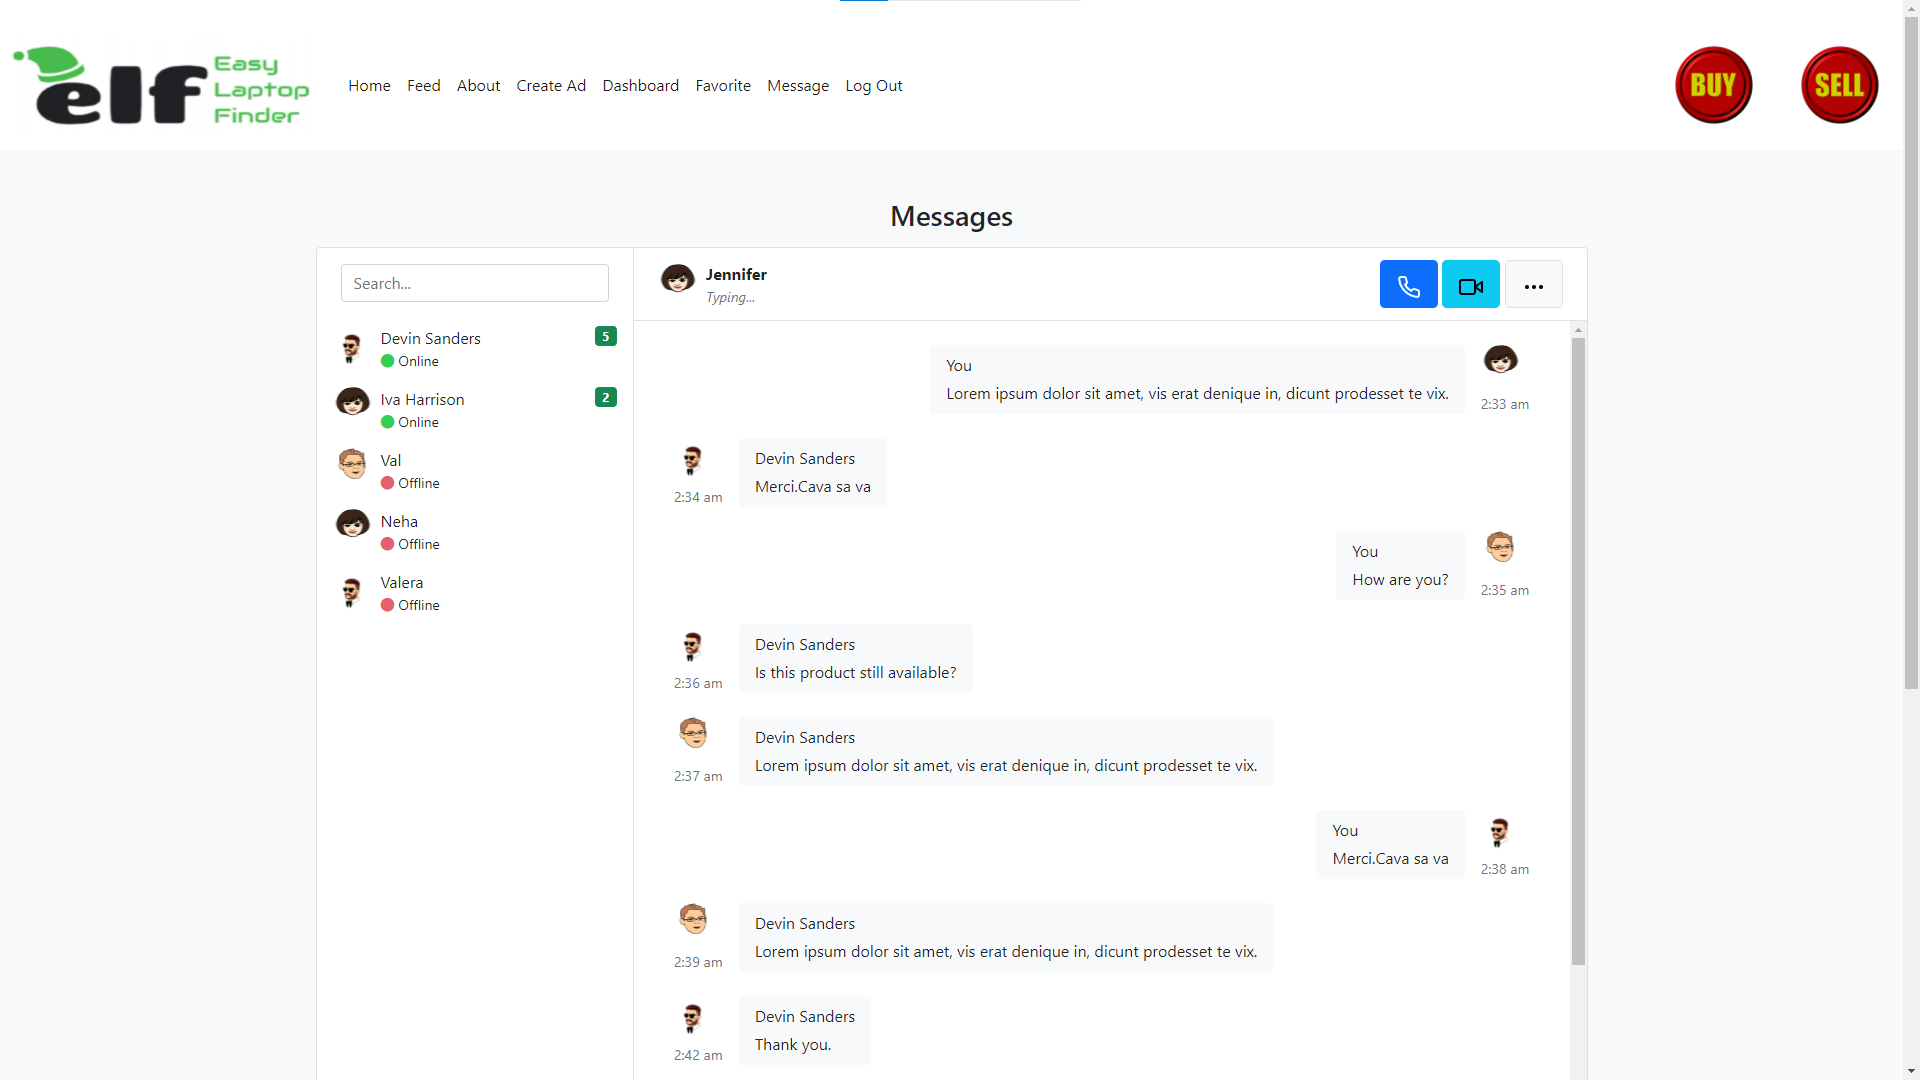 elf
Easy
Laptop
Finder
Home Feed About Create Ad Dashboard Favorite Message Log Out
BUY
SELL
Messages
Search...
Devin Sanders
5
Online
Iva Harrison
2
Online
Val
Offline
Neha
Offline
Valera
Offline
Jennifer
Typing...
You
Lorem ipsum dolor sit amet, vis erat denique in, dicunt prodesset te vix.
2:33 am
Devin Sanders
Merci.Cava sa va
2:34 am
You
How are you?
2:35 am
Devin Sanders
Is this product still available?
2:36 am
Devin Sanders
Lorem ipsum dolor sit amet, vis erat denique in, dicunt prodesset te vix.
2:37 am
You
Merci.Cava sa va
2:38 am
Devin Sanders
Lorem ipsum dolor sit amet, vis erat denique in, dicunt prodesset te vix.
2:39 am
Devin Sanders
Thank you.
2:42 am